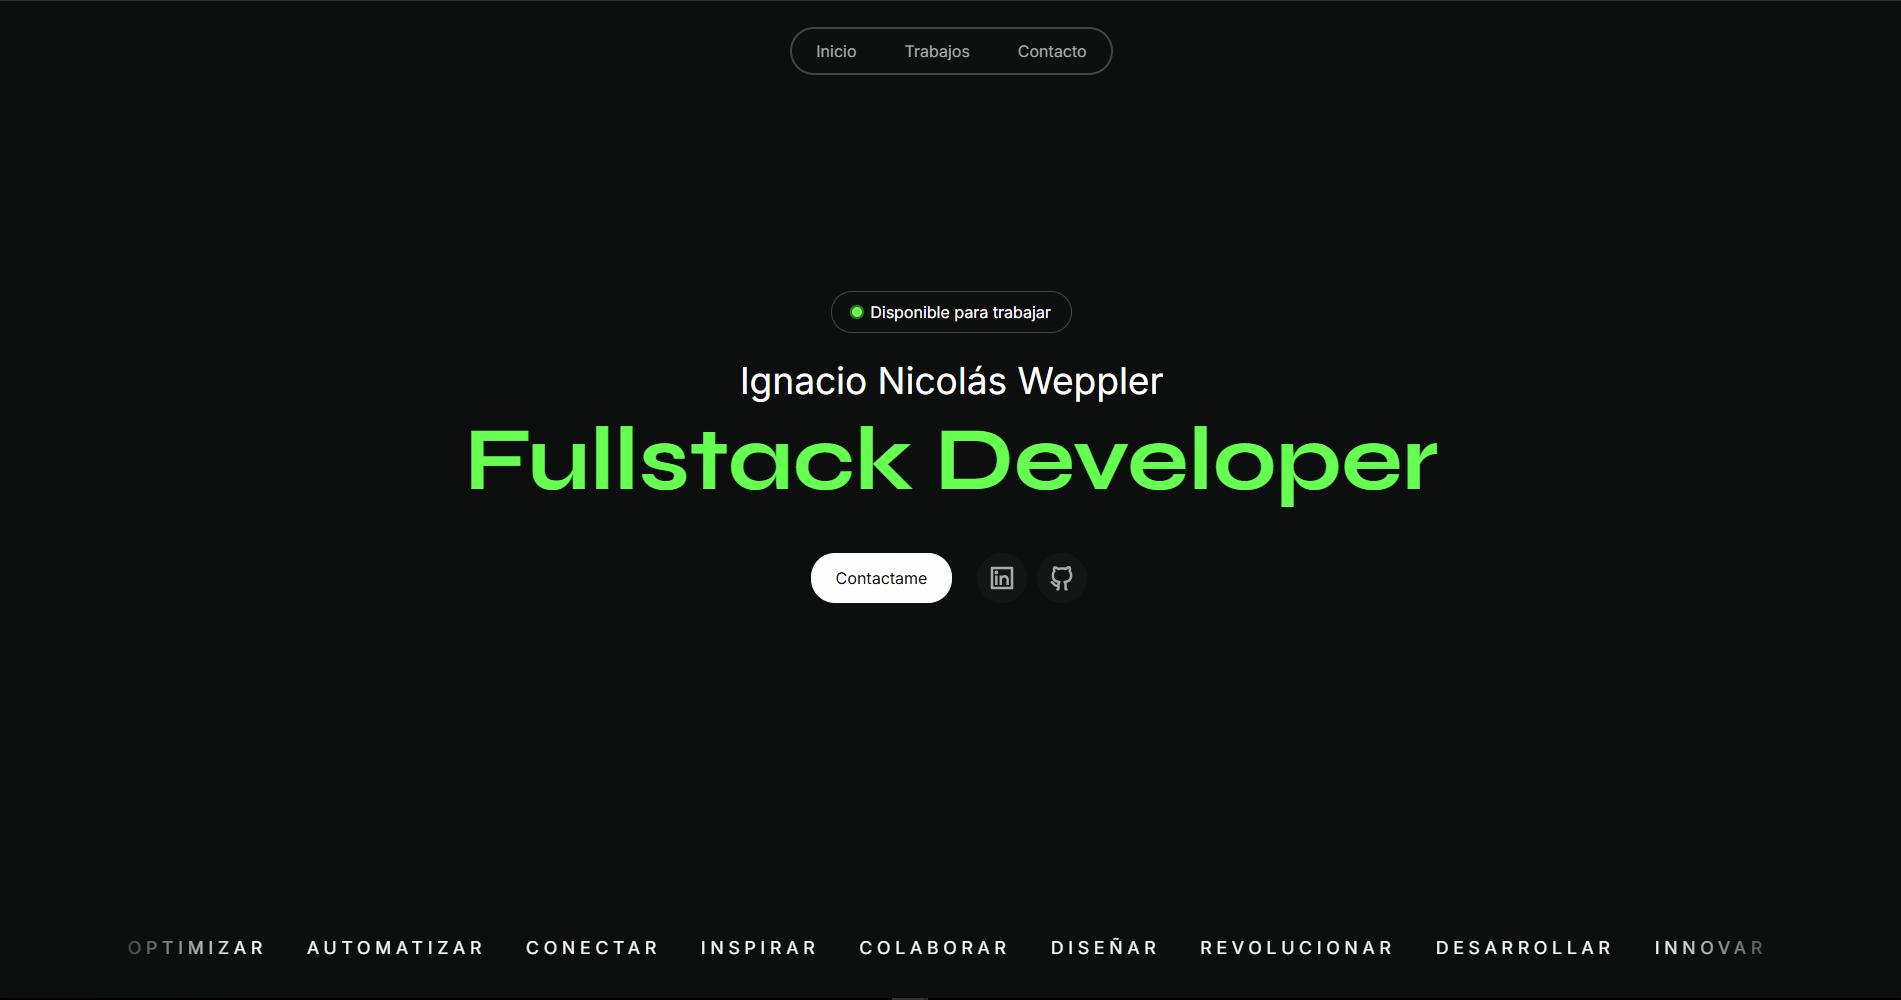 Inicio Trabajos Contacto
Disponible para trabajar
Ignacio Nicolás Weppler
Fullstack Developer
Contactame
OPTIMIZAR AUTOMATIZAR CONECTAR INSPIRAR COLABORAR DISEÑAR REVOLUCIONAR DESARROLLAR INNOVAR